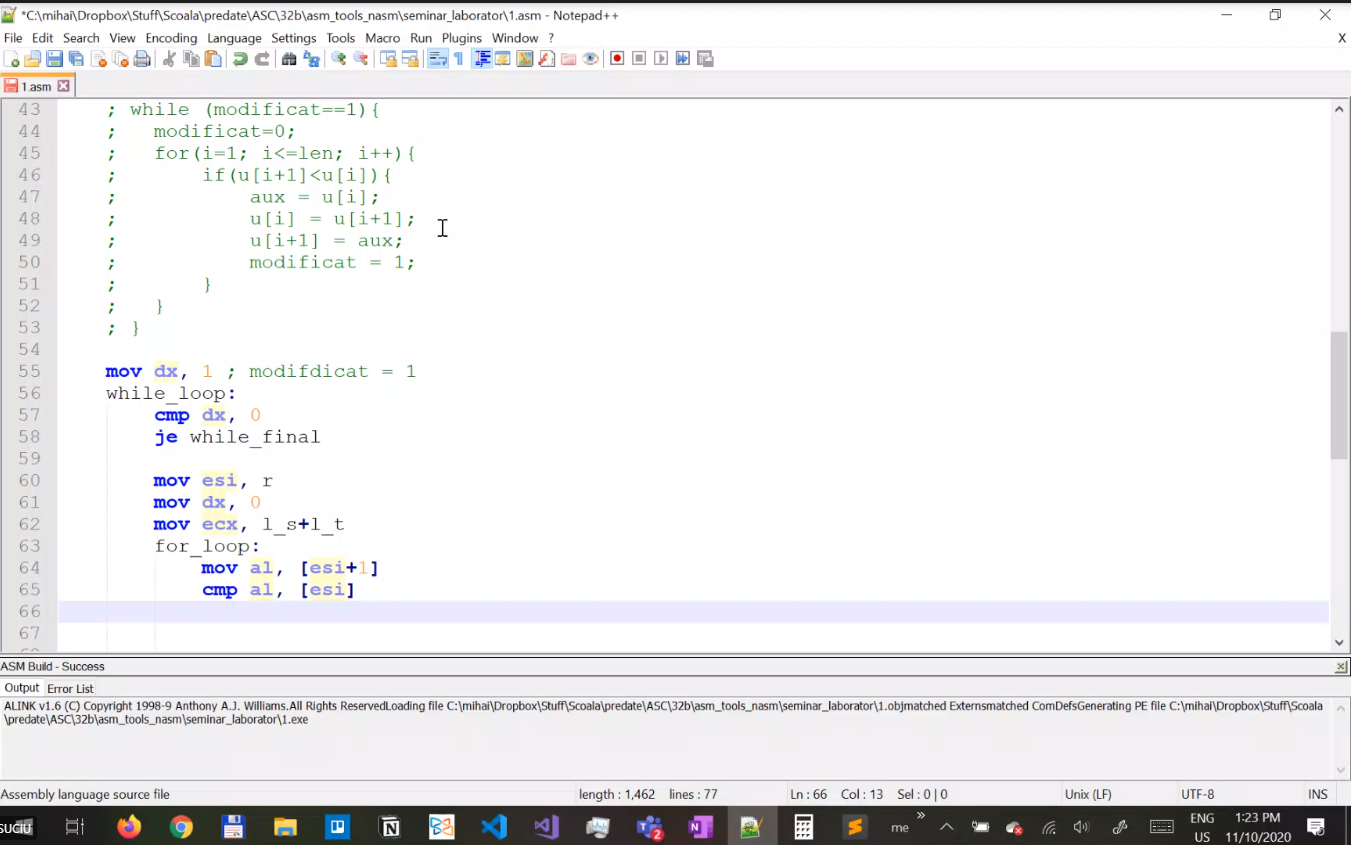 *C:\mihai\Dropbox\Stuff\Scoala\predate\ASC\32b\asm_tools_nasm\seminar_laborator\1.asm - Notepad++
File Edit Search View Encoding Language Settings Tools Macro Run Plugins Window ? X
1.asm
43 ; while (modificat==1){
44 ; modificat=0;
45 ; for(i=1; i<=len; i++){
46 ; if(u[i+1]<u[i]){
47 ; aux = u[i];
48 ; u[i] = u[i+1];
49 ; u[i+1] = aux;
50 ; modificat = 1;
51 ; }
52 ; }
53 ; }
54
55 mov dx, 1 ; modifdicat = 1
56 while_loop:
57 cmp dx, 0
58 je while_final
59
60 mov esi, r
61 mov dx, 0
62 mov ecx, l_s+l_t
63 for_loop:
64 mov al, [esi+1]
65 cmp al, [esi]
66
67
ASM Build - Success
Output Error List
ALINK v1.6 (C) Copyright 1998-9 Anthony A.J. Williams.All Rights ReservedLoading file C:\mihai\Dropbox\Stuff\Scoala\predate\ASC\32b\asm_tools_nasm\seminar_laborator\1.objmatched Externsmatched ComDefsGenerating PE file C:\mihai\Dropbox\Stuff\Scoala
\predate\ASC\32b\asm_tools_nasm\seminar_laborator\1.exe
Assembly language source file length : 1,462 lines : 77 Ln : 66 Col : 13 Sel : 0 | 0 Unix (LF) UTF-8 INS
SUCIU me ENG 1:23 PM
US 11/10/2020